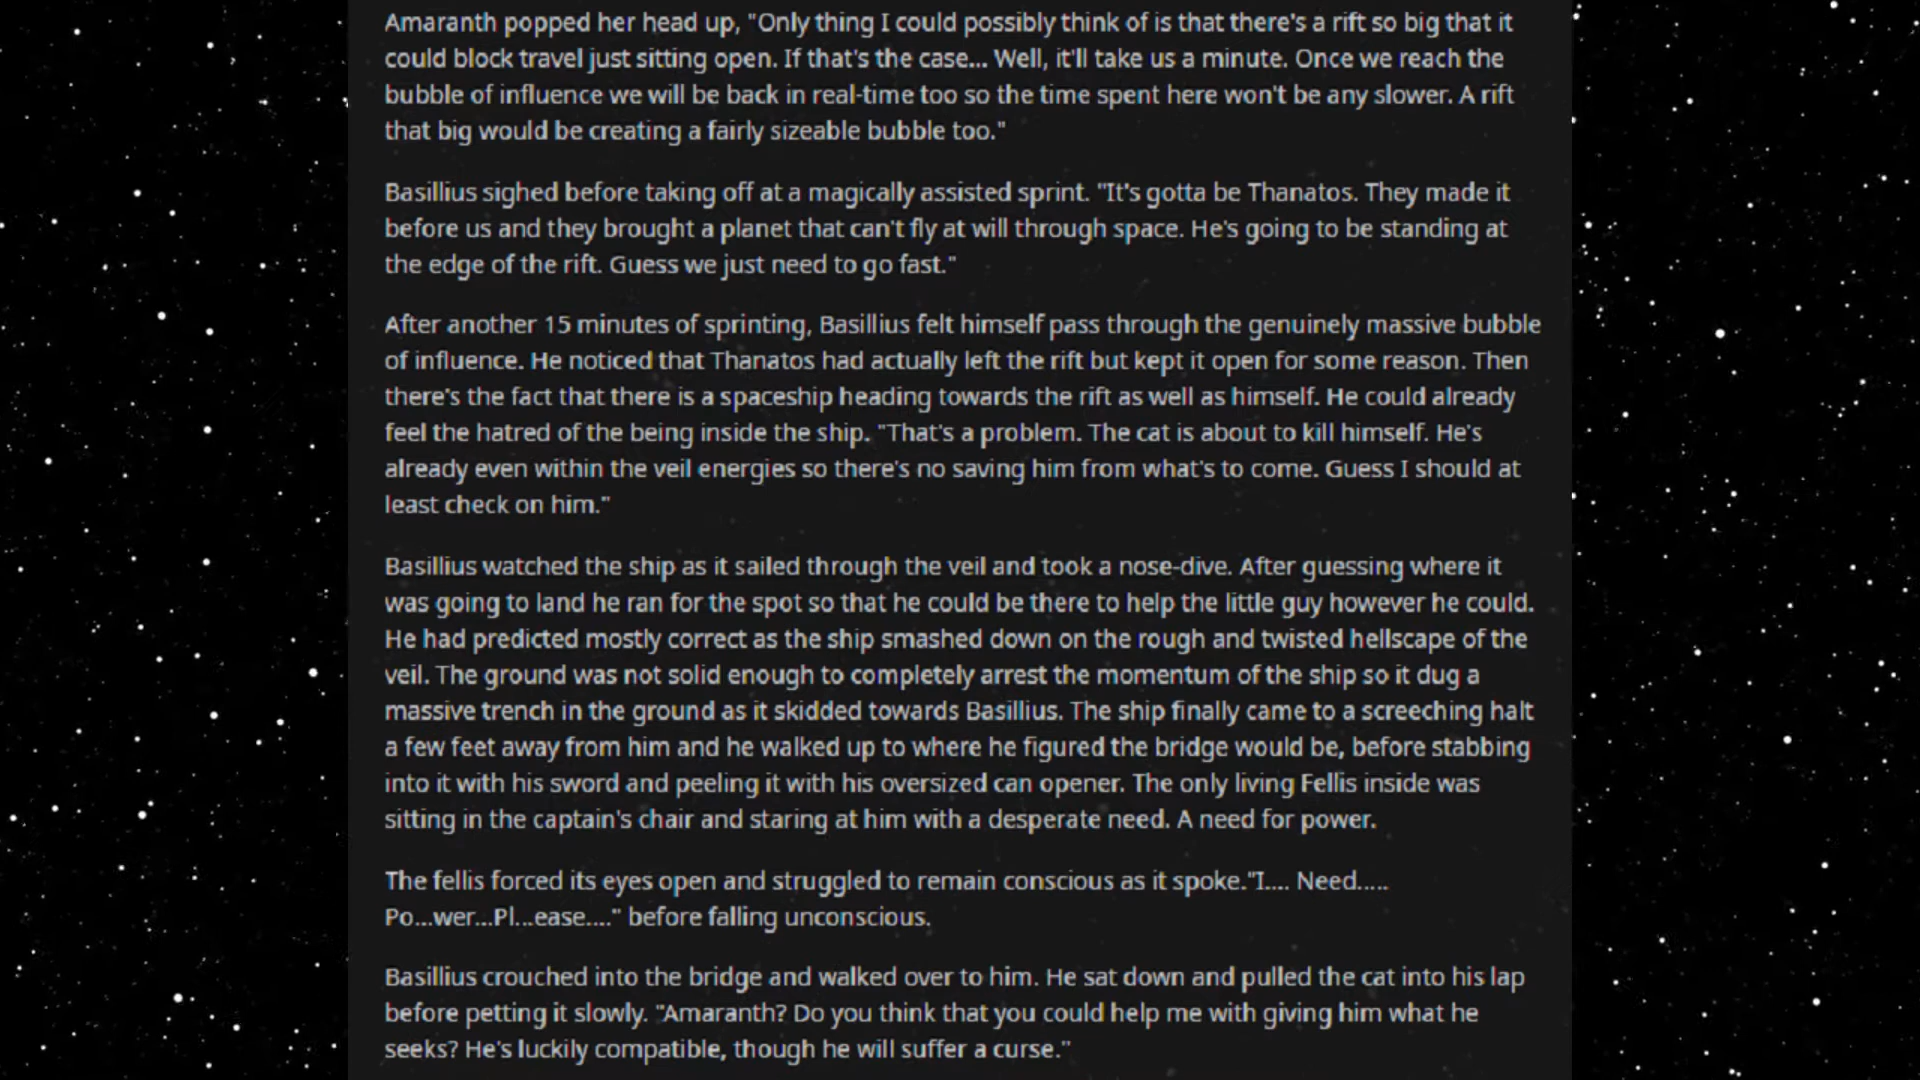 Amaranth popped her head up, "Only thing I could possibly think of is that there's a rift so big that it
could block travel just sitting open. If that's the case... Well, it'll take us a minute. Once we reach the
bubble of influence we will be back in real-time too so the time spent here won't be any slower. A rift
that big would be creating a fairly sizeable bubble too."
Basillius sighed before taking off at a magically assisted sprint. "It's gotta be Thanatos. They made it
before us and they brought a planet that can't fly at will through space. He's going to be standing at
the edge of the rift. Guess we just need to go fast."
After another 15 minutes of sprinting, Basillius felt himself pass through the genuinely massive bubble
of influence. He noticed that Thanatos had actually left the rift but kept it open for some reason. Then
there's the fact that there is a spaceship heading towards the rift as well as himself. He could already
feel the hatred of the being inside the ship. "That's a problem. The cat is about to kill himself. He's
already even within the veil energies so there's no saving him from what's to come. Guess I should at
least check on him."
Basillius watched the ship as it sailed through the veil and took a nose-dive. After guessing where it
was going to land he ran for the spot so that he could be there to help the little guy however he could.
He had predicted mostly correct as the ship smashed down on the rough and twisted hellscape of the
veil. The ground was not solid enough to completely arrest the momentum of the ship so it dug a
massive trench in the ground as it skidded towards Basillius. The ship finally came to a screeching halt
a few feet away from him and he walked up to where he figured the bridge would be, before stabbing
into it with his sword and peeling it with his oversized can opener. The only living Fellis inside was
sitting in the captain's chair and staring at him with a desperate need. A need for power.
The fellis forced its eyes open and struggled to remain conscious as it spoke."I.... Need.....
Po...wer...Pl...ease...." before falling unconscious.
Basillius crouched into the bridge and walked over to him. He sat down and pulled the cat into his lap
before petting it slowly. "Amaranth? Do you think that you could help me with giving him what he
seeks? He's luckily compatible, though he will suffer a curse."